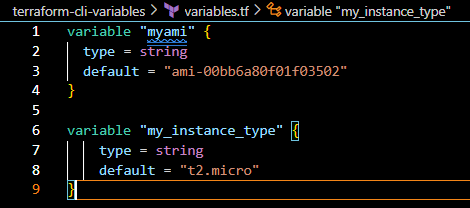 terraform-cli-variables > variables.tf > variable "my_instance_type"
1 variable "myami" {
2 type = string
3 default = "ami-00bb6a80f01f03502"
4 }
5
6 variable "my_instance_type" {
7 type = string
8 default = "t2.micro"
9 }